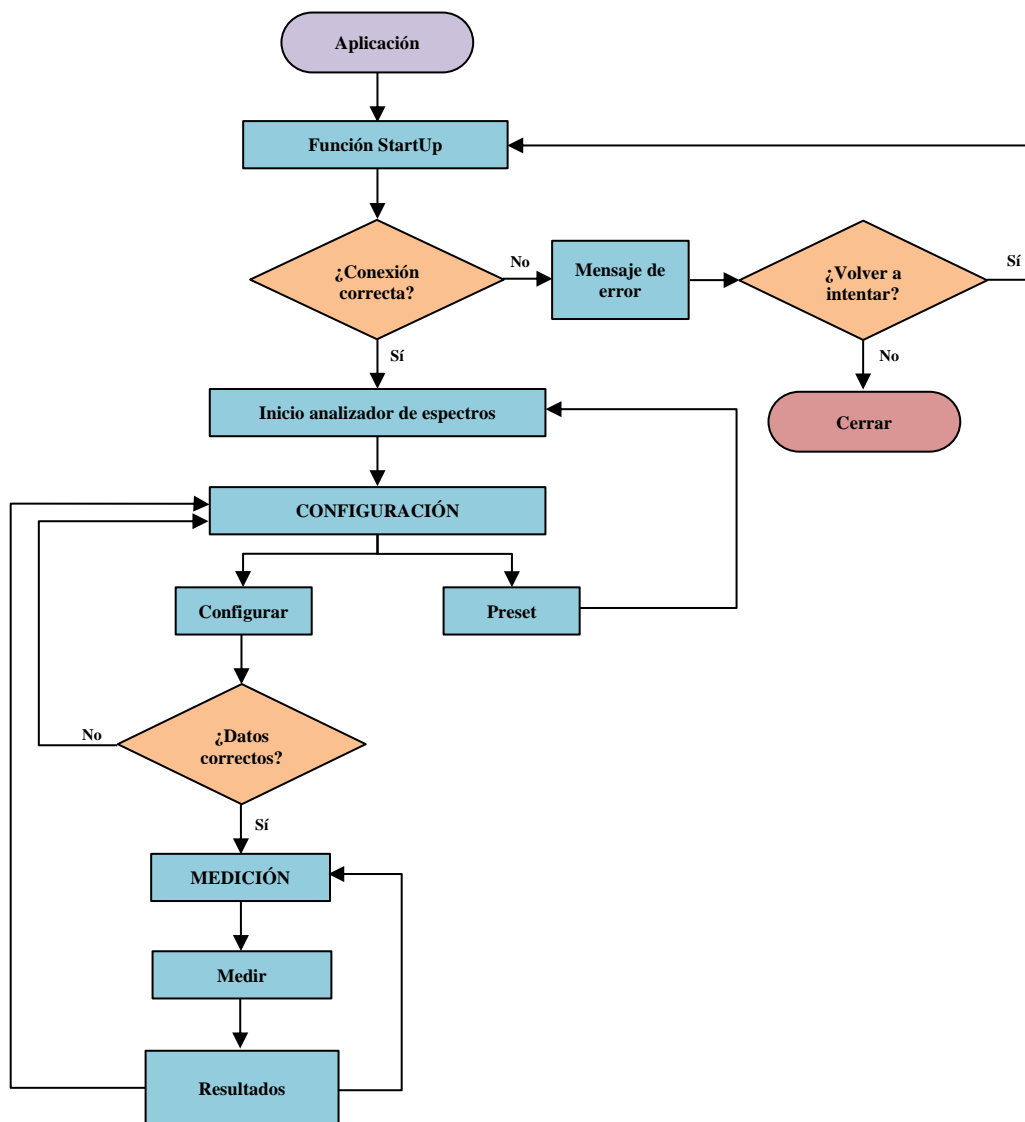 Aplicación
Función StartUp
¿Conexión
correcta?
No
Mensaje de
error
¿Volver a
intentar?
Sí
Sí
No
Inicio analizador de espectros
Cerrar
CONFIGURACIÓN
Configurar
Preset
¿Datos
correctos?
No
Sí
MEDICIÓN
Medir
Resultados